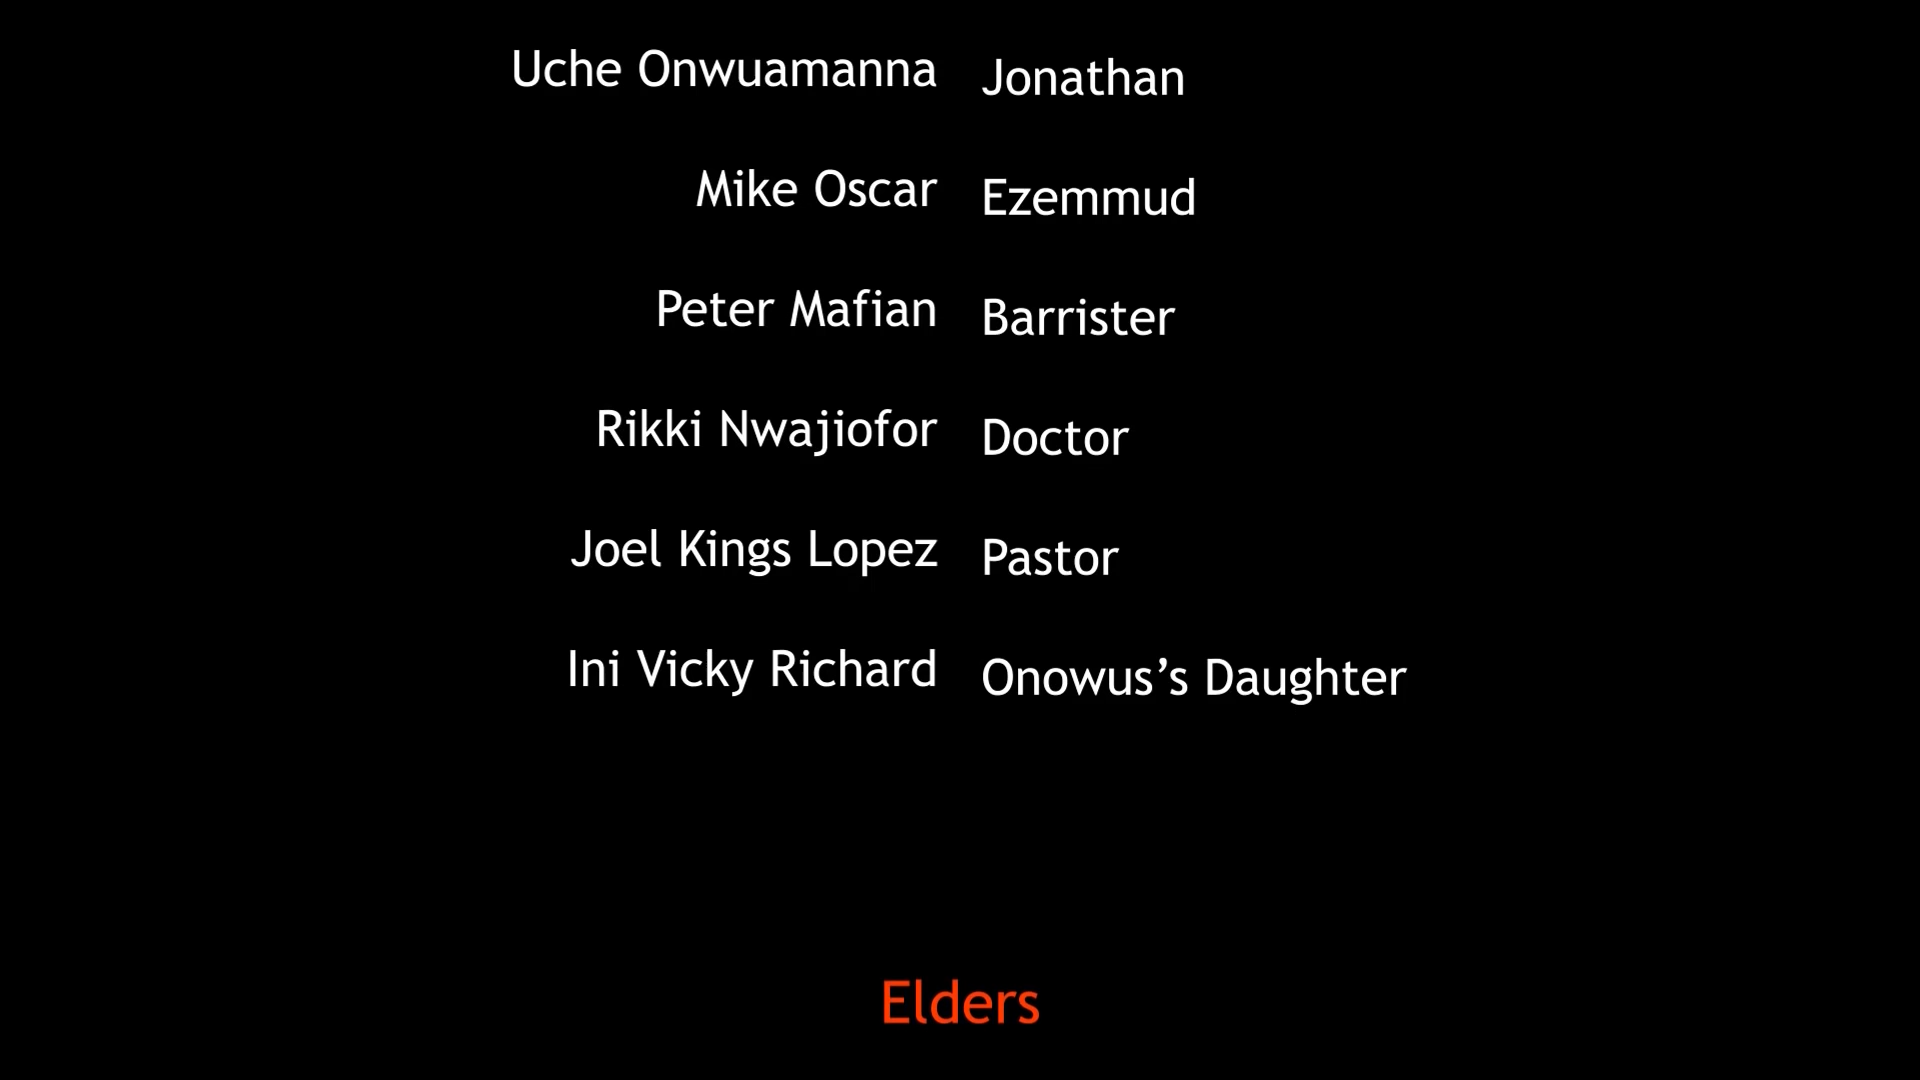 Uche Onwuamanna Jonathan
Mike Oscar Ezemmud
Peter Mafian Barrister
Rikki Nwajiofor Doctor
Joel Kings Lopez Pastor
Ini Vicky Richard Onowus’s Daughter
Elders